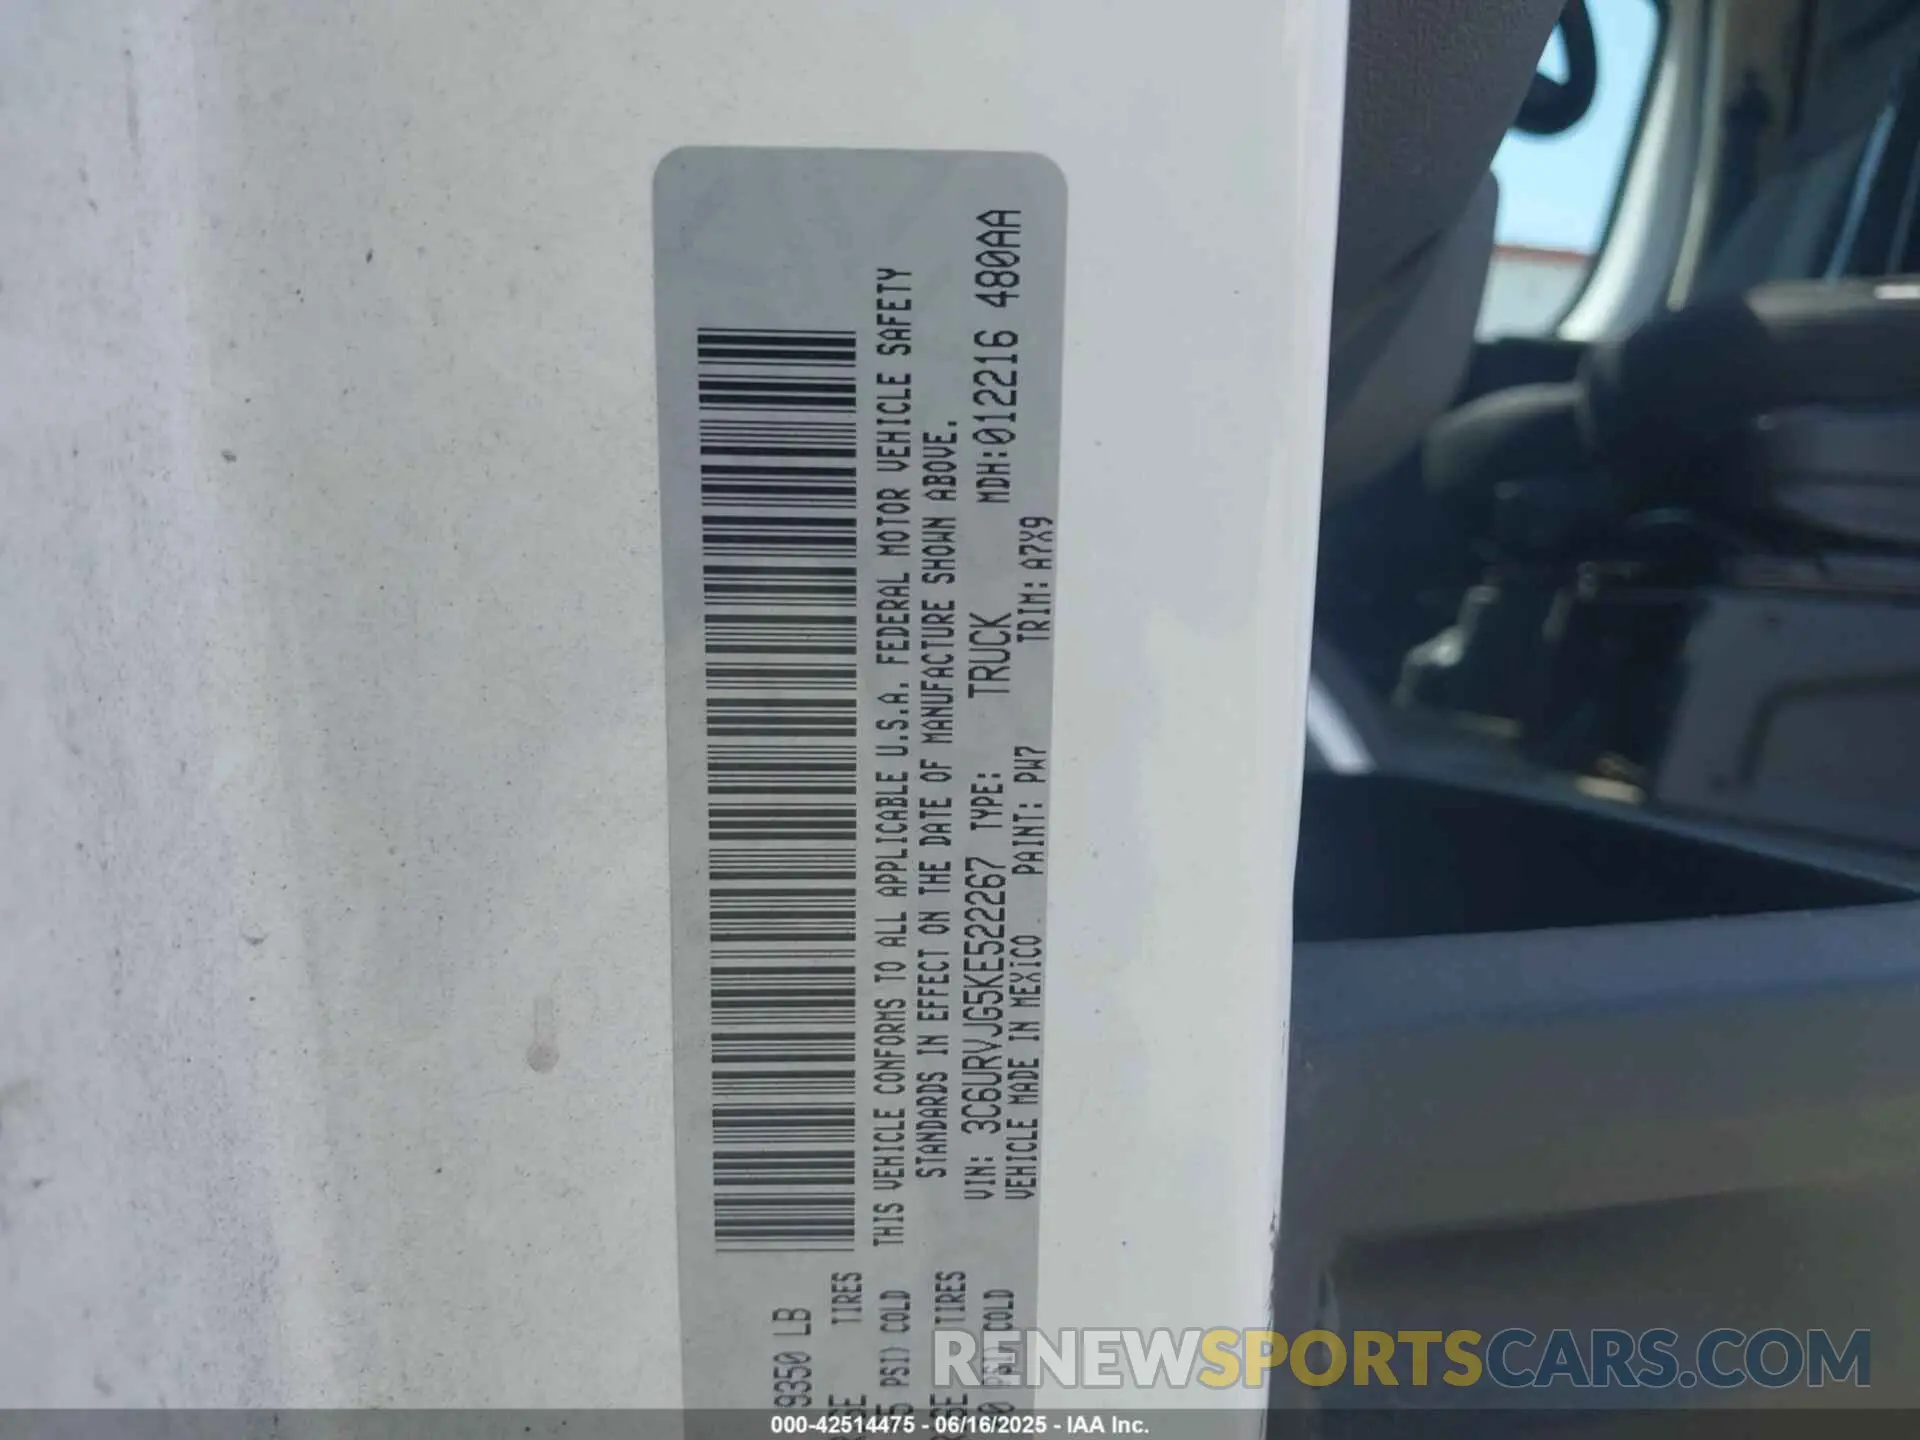 9350 LB
TIRES
PSI) COLD
TIRES
COLD
THIS VEHICLE CONFORMS TO ALL APPLICABLE U.S.A. FEDERAL MOTOR VEHICLE SAFETY
STANDARDS IN EFFECT ON THE DATE OF MANUFACTURE SHOWN ABOVE.
VIN: 3C6URVJG5KE522267 TYPE: TRUCK MDH:012216 480AA
VEHICLE MADE IN MEXICO PAINT: PW7 TRIM: A7X9
RENEWSPORTSCARS.COM
000-42514475 - 06/16/2025 - IAA Inc.